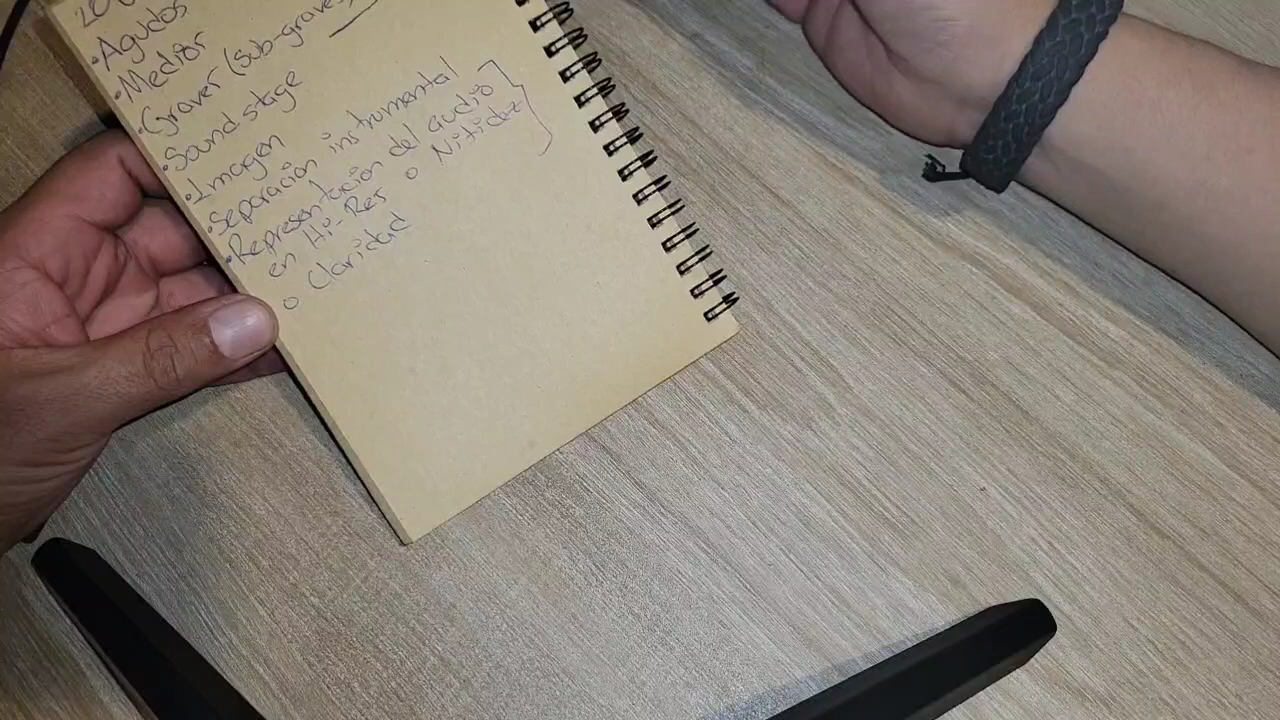 • Agudos
• Medios
• Graves (sub-graves)
• Sound stage
• Imagen
• Separación instrumental
• Representación del audio
en Hi-Res o Nitidez
o Claridad